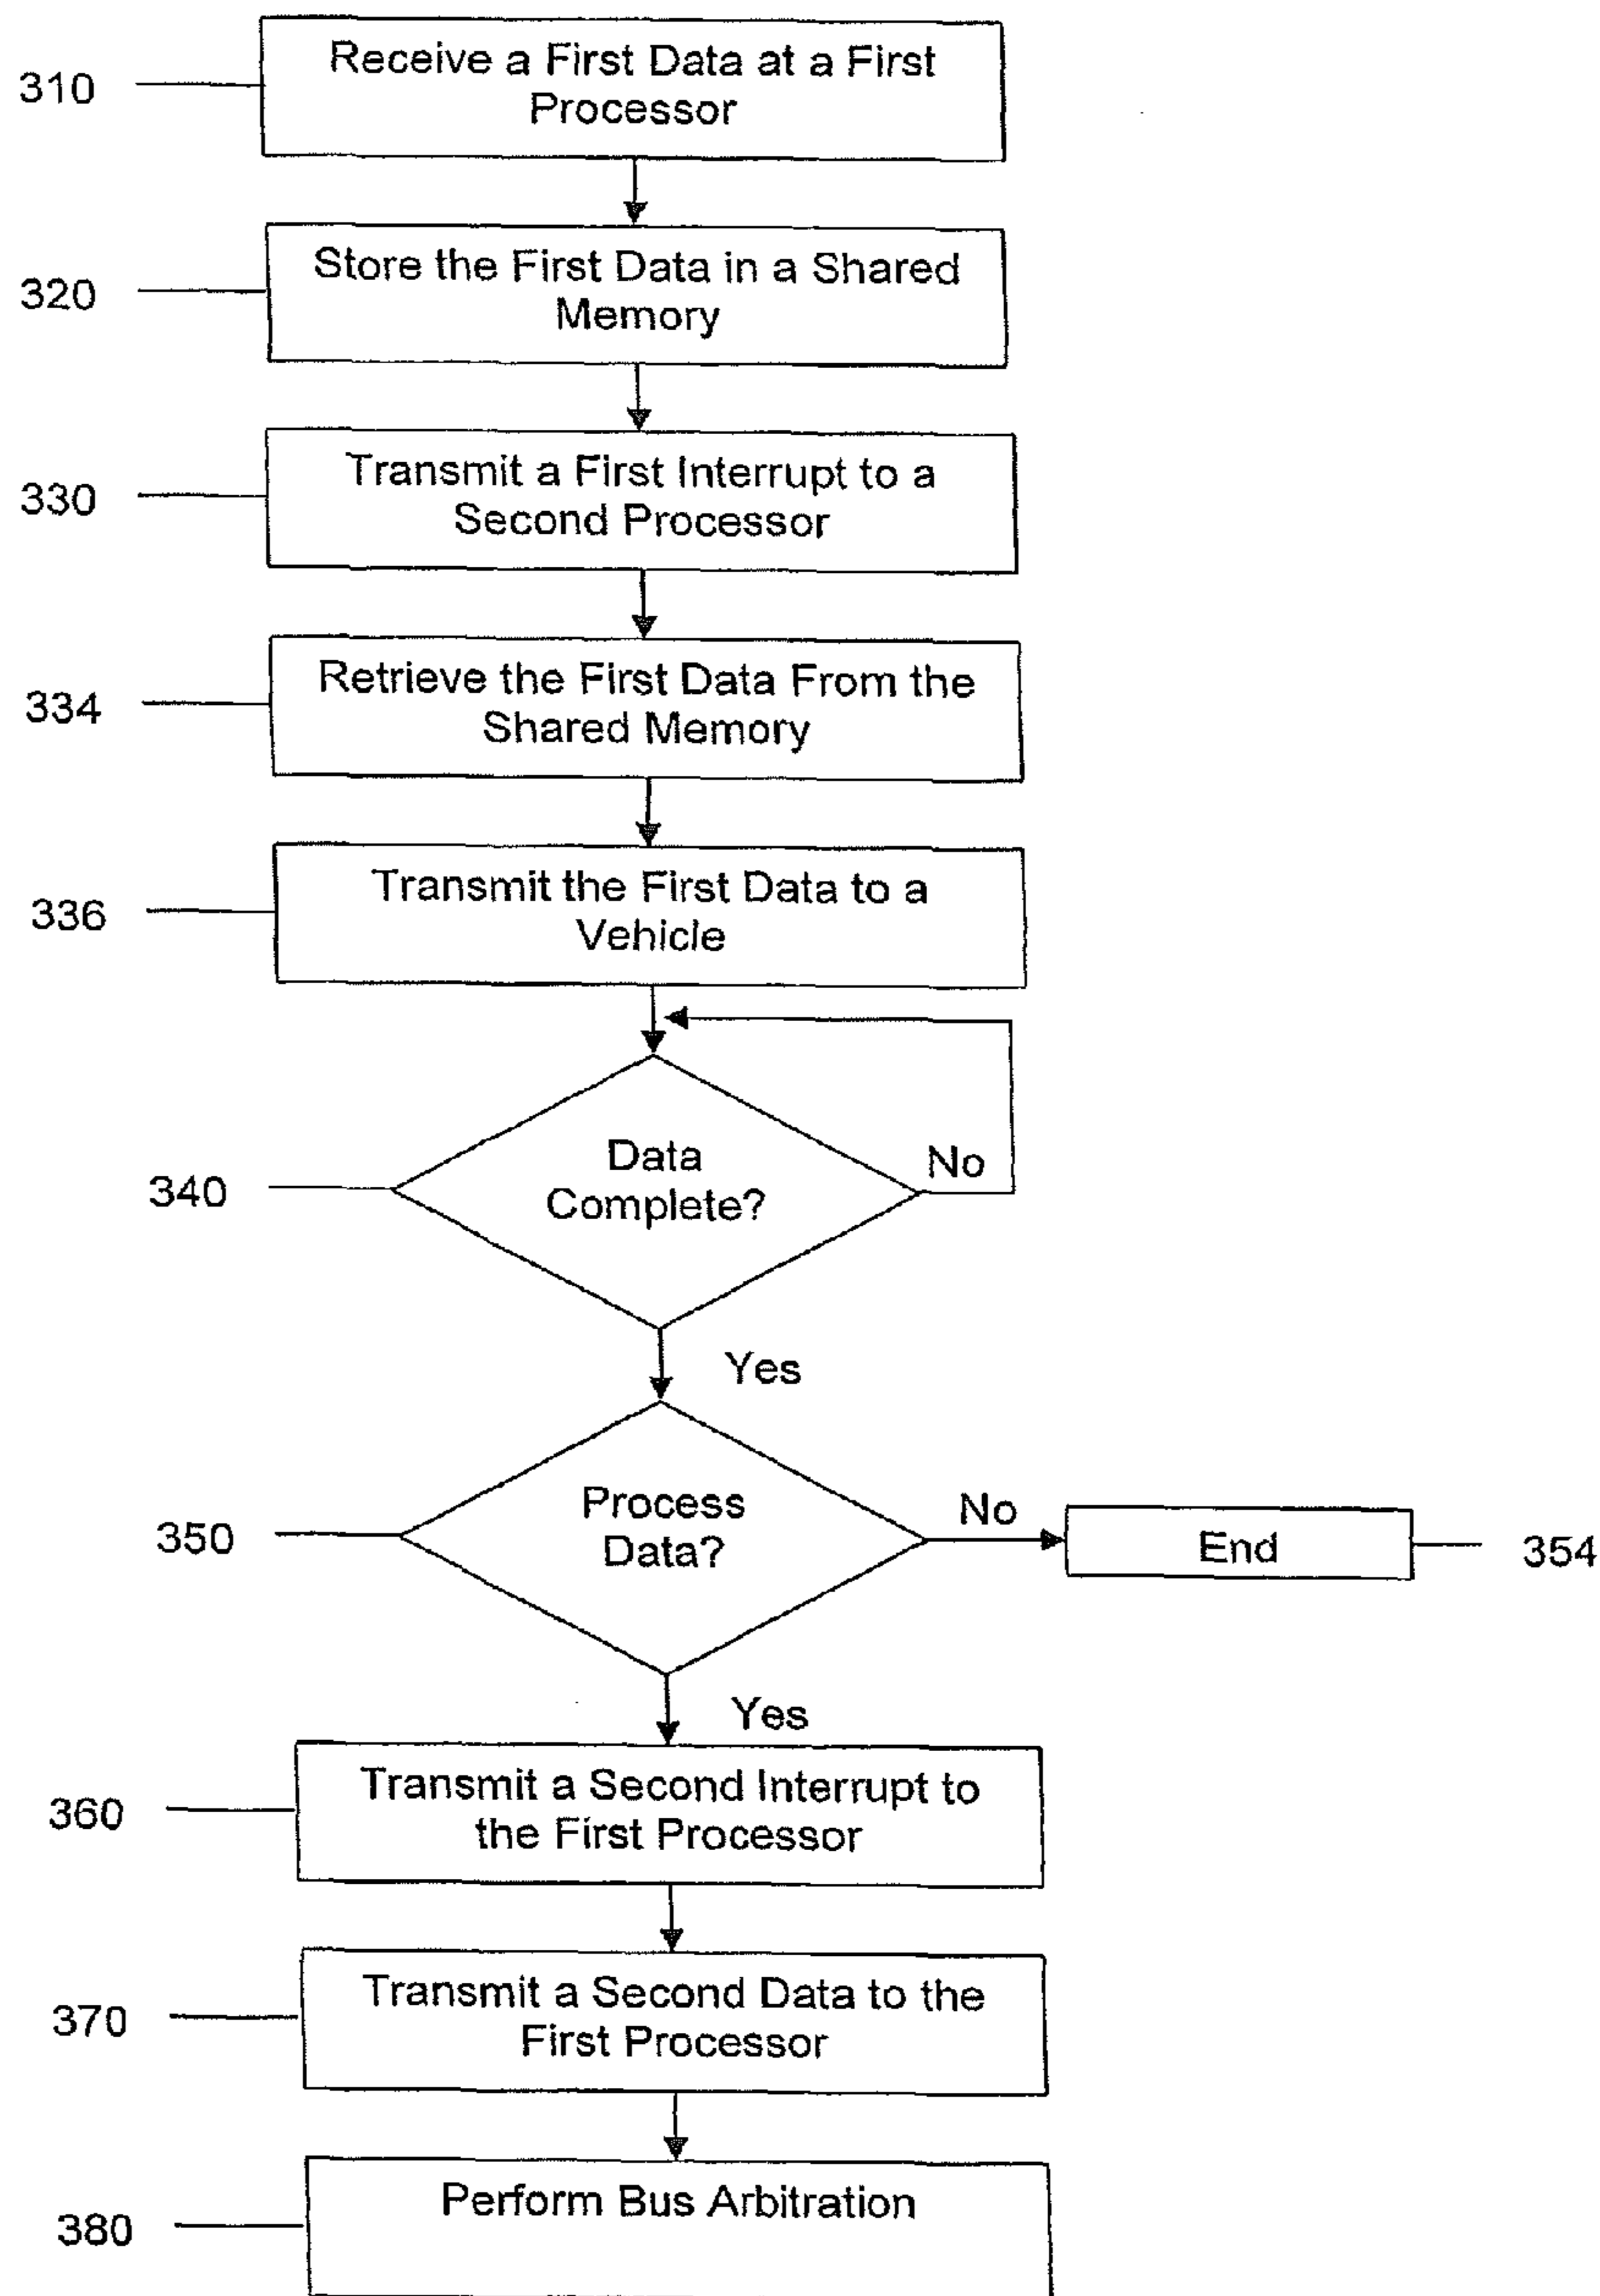 310
Receive a First Data at a First
Processor
320
Store the First Data in a Shared
Memory
330
Transmit a First Interrupt to a
Second Processor
334
Retrieve the First Data From the
Shared Memory
336
Transmit the First Data to a
Vehicle
340
Data
Complete?
No
Yes
350
Process
Data?
No
End
354
Yes
360
Transmit a Second Interrupt to
the First Processor
370
Transmit a Second Data to the
First Processor
380
Perform Bus Arbitration